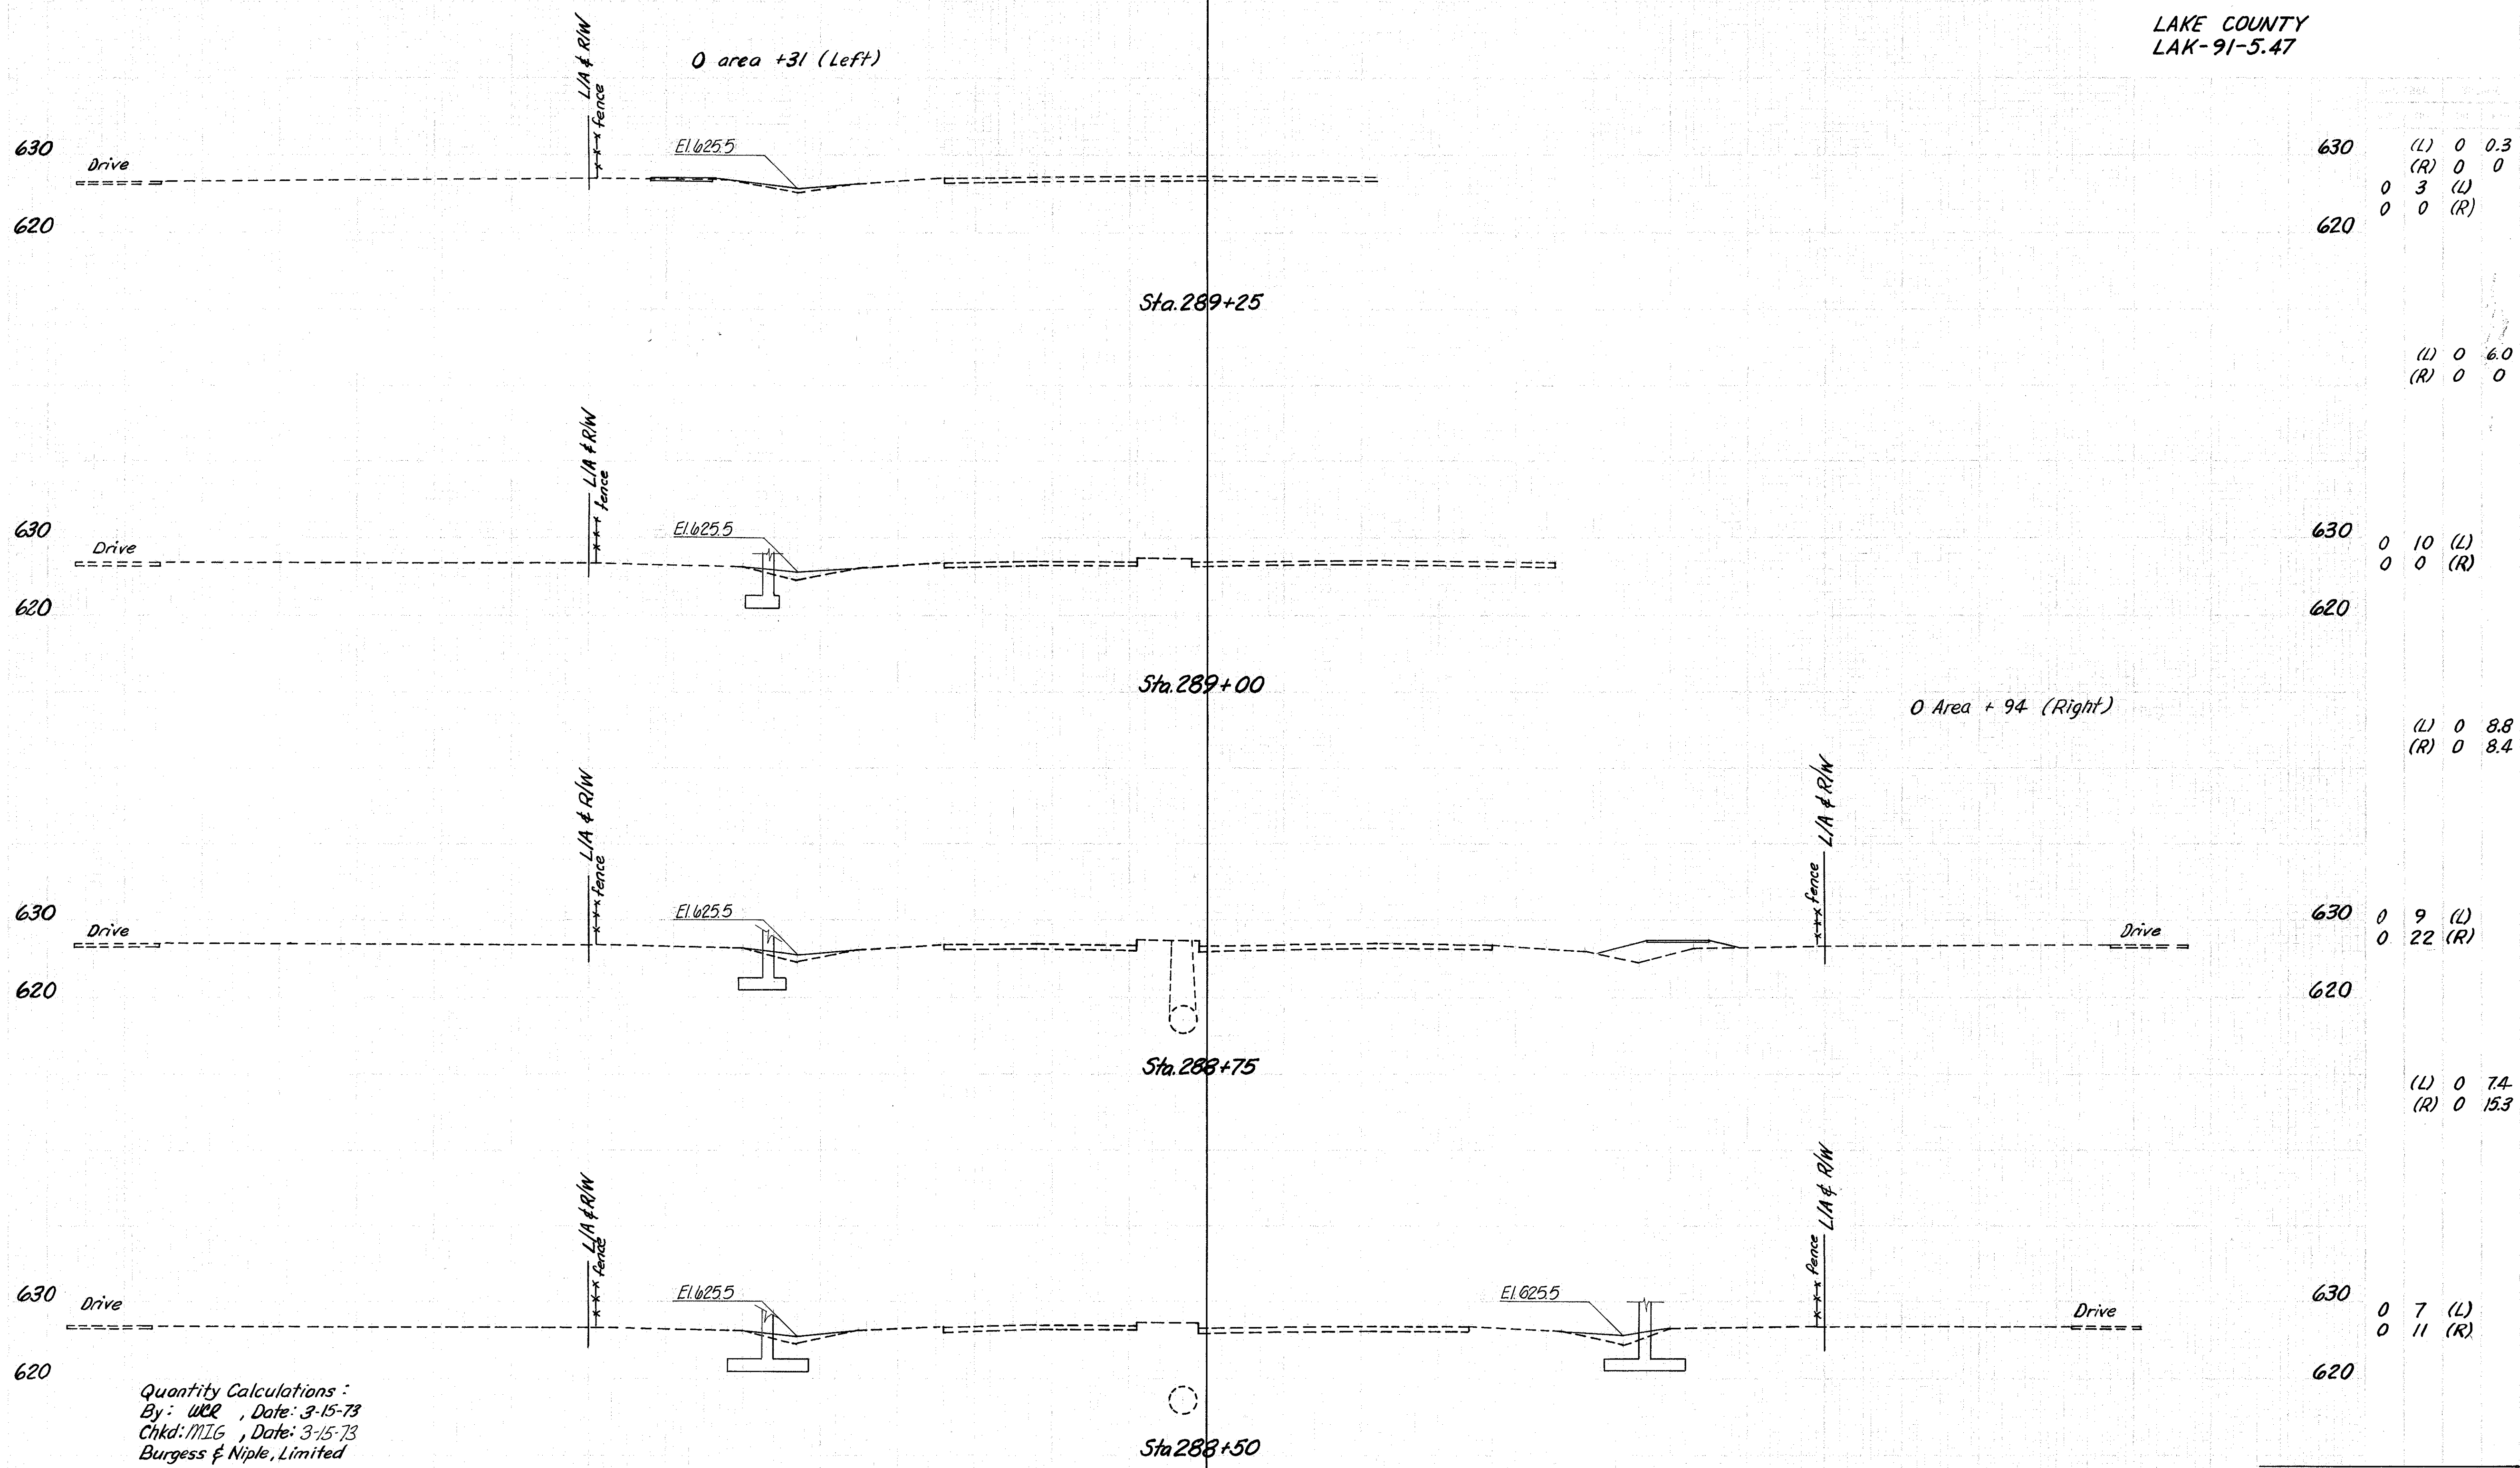 LAKE COUNTY
LAK-91-5.47
O area +31 (Left)
L/A & R/W
fence
El. 625.5
630
Drive
620
630
620
(L) 0 0.3
(R) 0 0
0 3 (L)
0 0 (R)
Sta. 289+25
(L) 0 6.0
(R) 0 0
L/A & R/W
fence
El. 625.5
630
Drive
620
630
620
0 10 (L)
0 0 (R)
Sta. 289+00
O Area + 94 (Right)
(L) 0 8.8
(R) 0 8.4
L/A & R/W
fence
El. 625.5
L/A & R/W
fence
630
Drive
620
Drive
630
620
0 9 (L)
0 22 (R)
Sta. 288+75
(L) 0 7.4
(R) 0 15.3
L/A & R/W
fence
El. 625.5
El. 625.5
L/A & R/W
fence
630
Drive
620
Drive
630
620
0 7 (L)
0 11 (R)
Sta 288+50
Quantity Calculations :
By: WCR , Date: 3-15-73
Chkd: MIG , Date: 3-15-73
Burgess & Niple, Limited